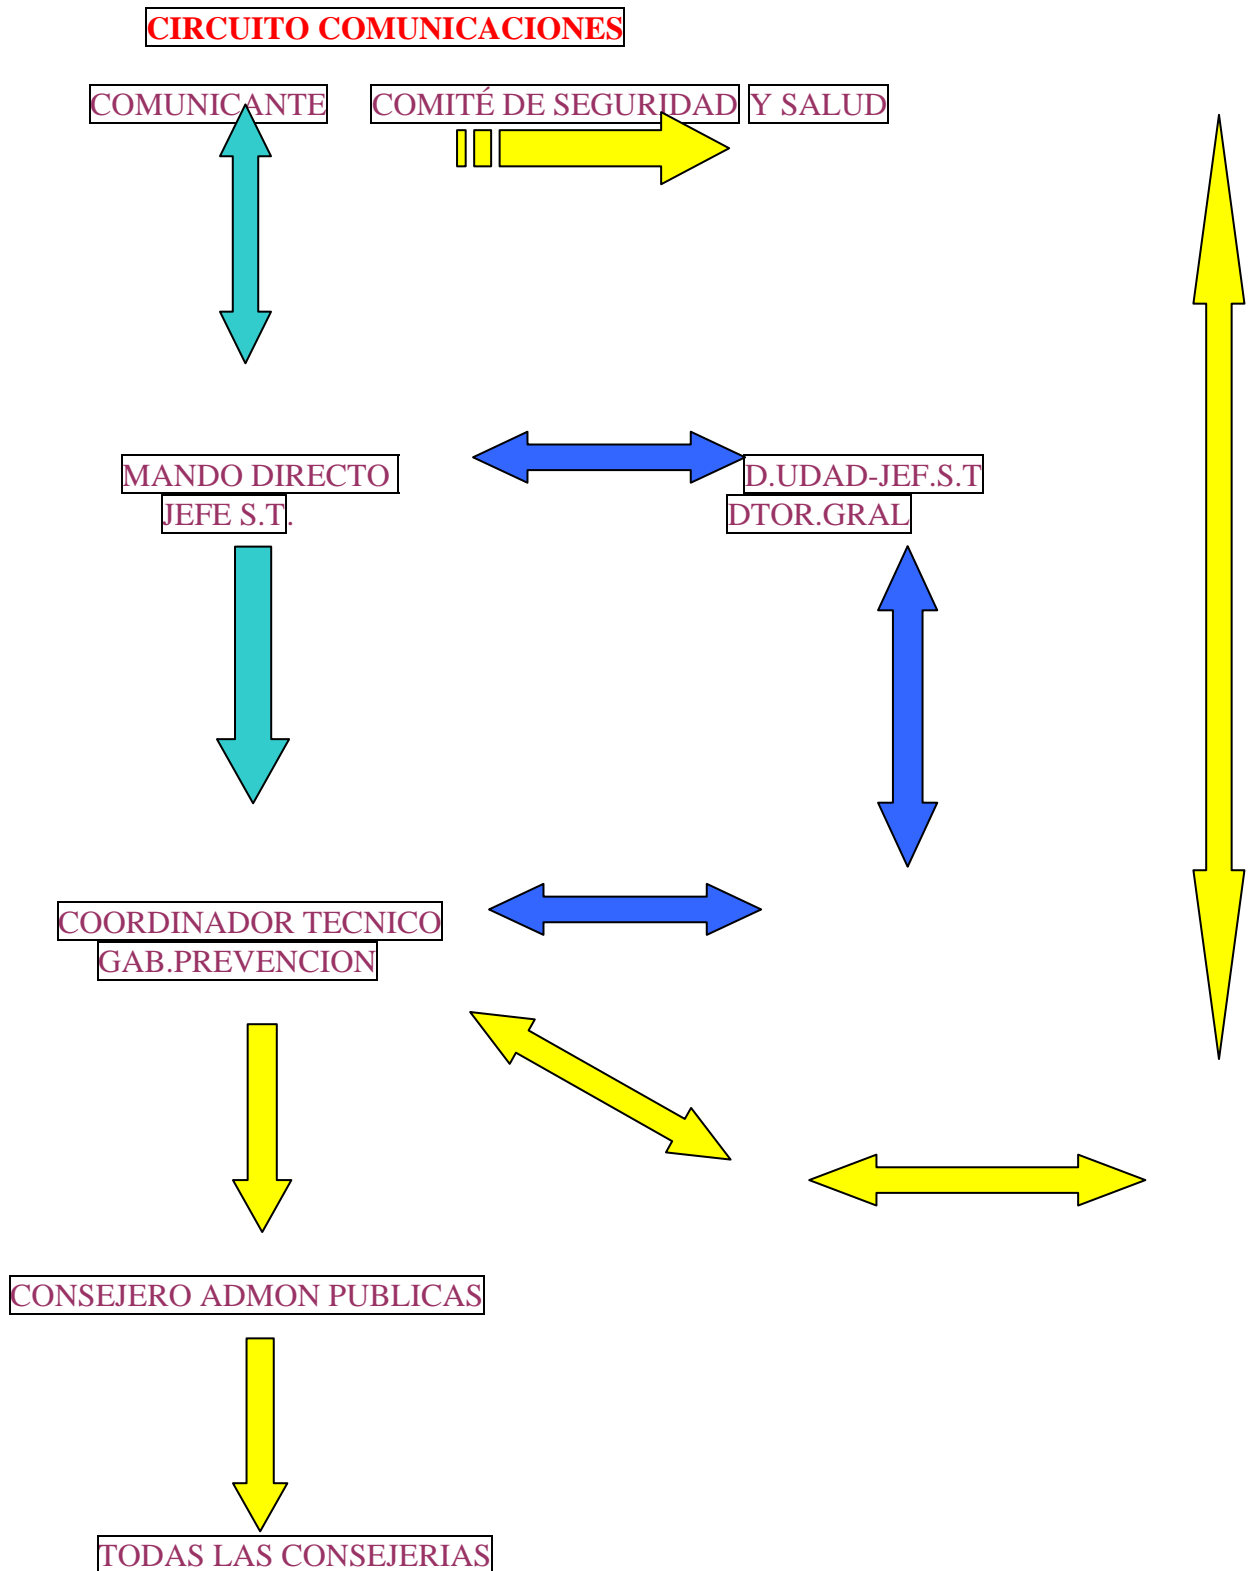 CIRCUITO COMUNICACIONES
COMUNICANTE COMITÉ DE SEGURIDAD Y SALUD
MANDO DIRECTO D.UDAD-JEF.S.T
JEFE S.T. DTOR.GRAL
COORDINADOR TECNICO
GAB.PREVENCION
CONSEJERO ADMON PUBLICAS
TODAS LAS CONSEJERIAS